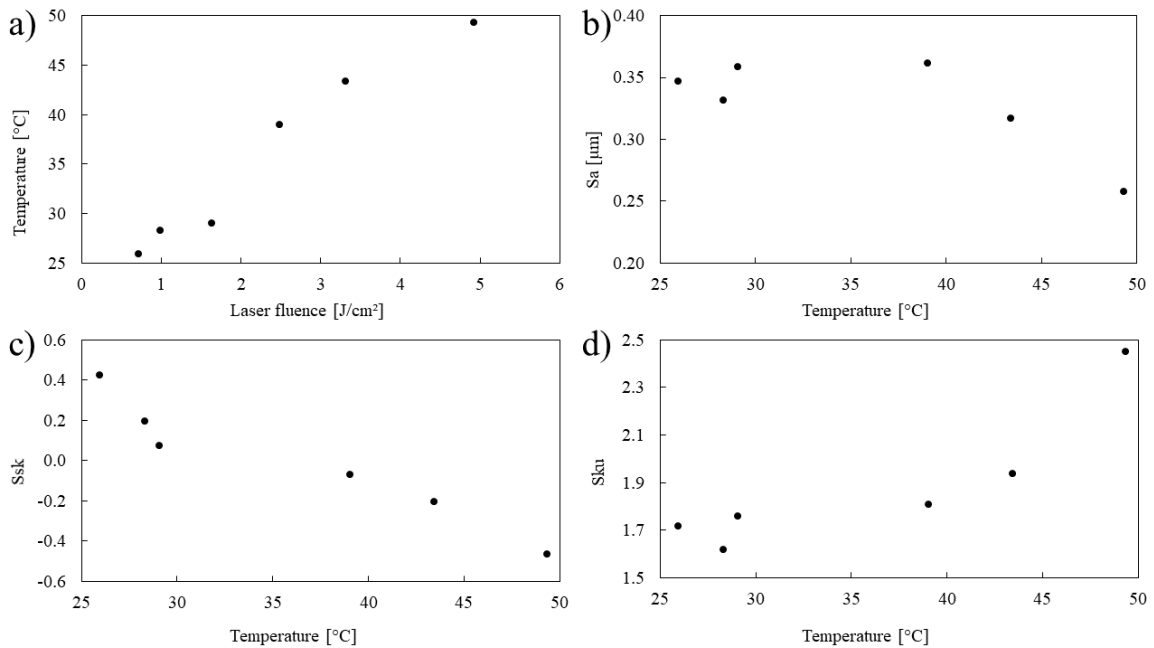 a)
Temperature [°C]
50
45
40
35
30
25
0 1 2 3 4 5 6
Laser fluence [J/cm²]
b)
Sa [µm]
0.40
0.35
0.30
0.25
0.20
25 30 35 40 45 50
Temperature [°C]
c)
Ssk
0.6
0.4
0.2
0.0
-0.2
-0.4
-0.6
25 30 35 40 45 50
Temperature [°C]
d)
Sku
2.5
2.3
2.1
1.9
1.7
1.5
25 30 35 40 45 50
Temperature [°C]